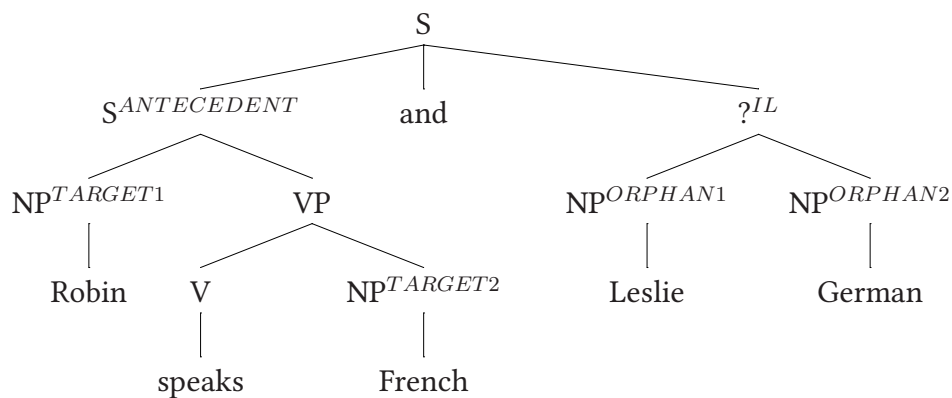 S
S^ANTECEDENT and ?^IL
NP^TARGET1 VP NP^ORPHAN1 NP^ORPHAN2
Robin V NP^TARGET2 Leslie German
speaks French